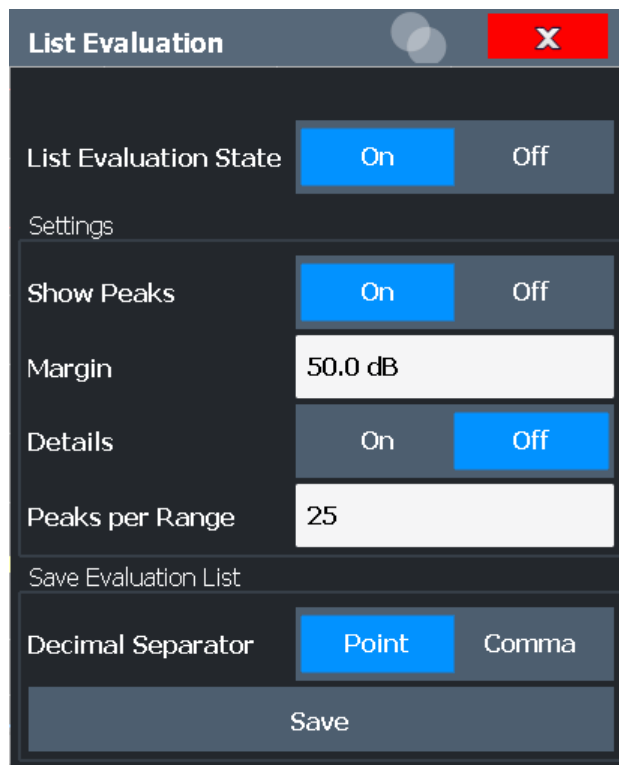 List Evaluation X
List Evaluation State On Off
Settings
Show Peaks On Off
Margin 50.0 dB
Details On Off
Peaks per Range 25
Save Evaluation List
Decimal Separator Point Comma
Save